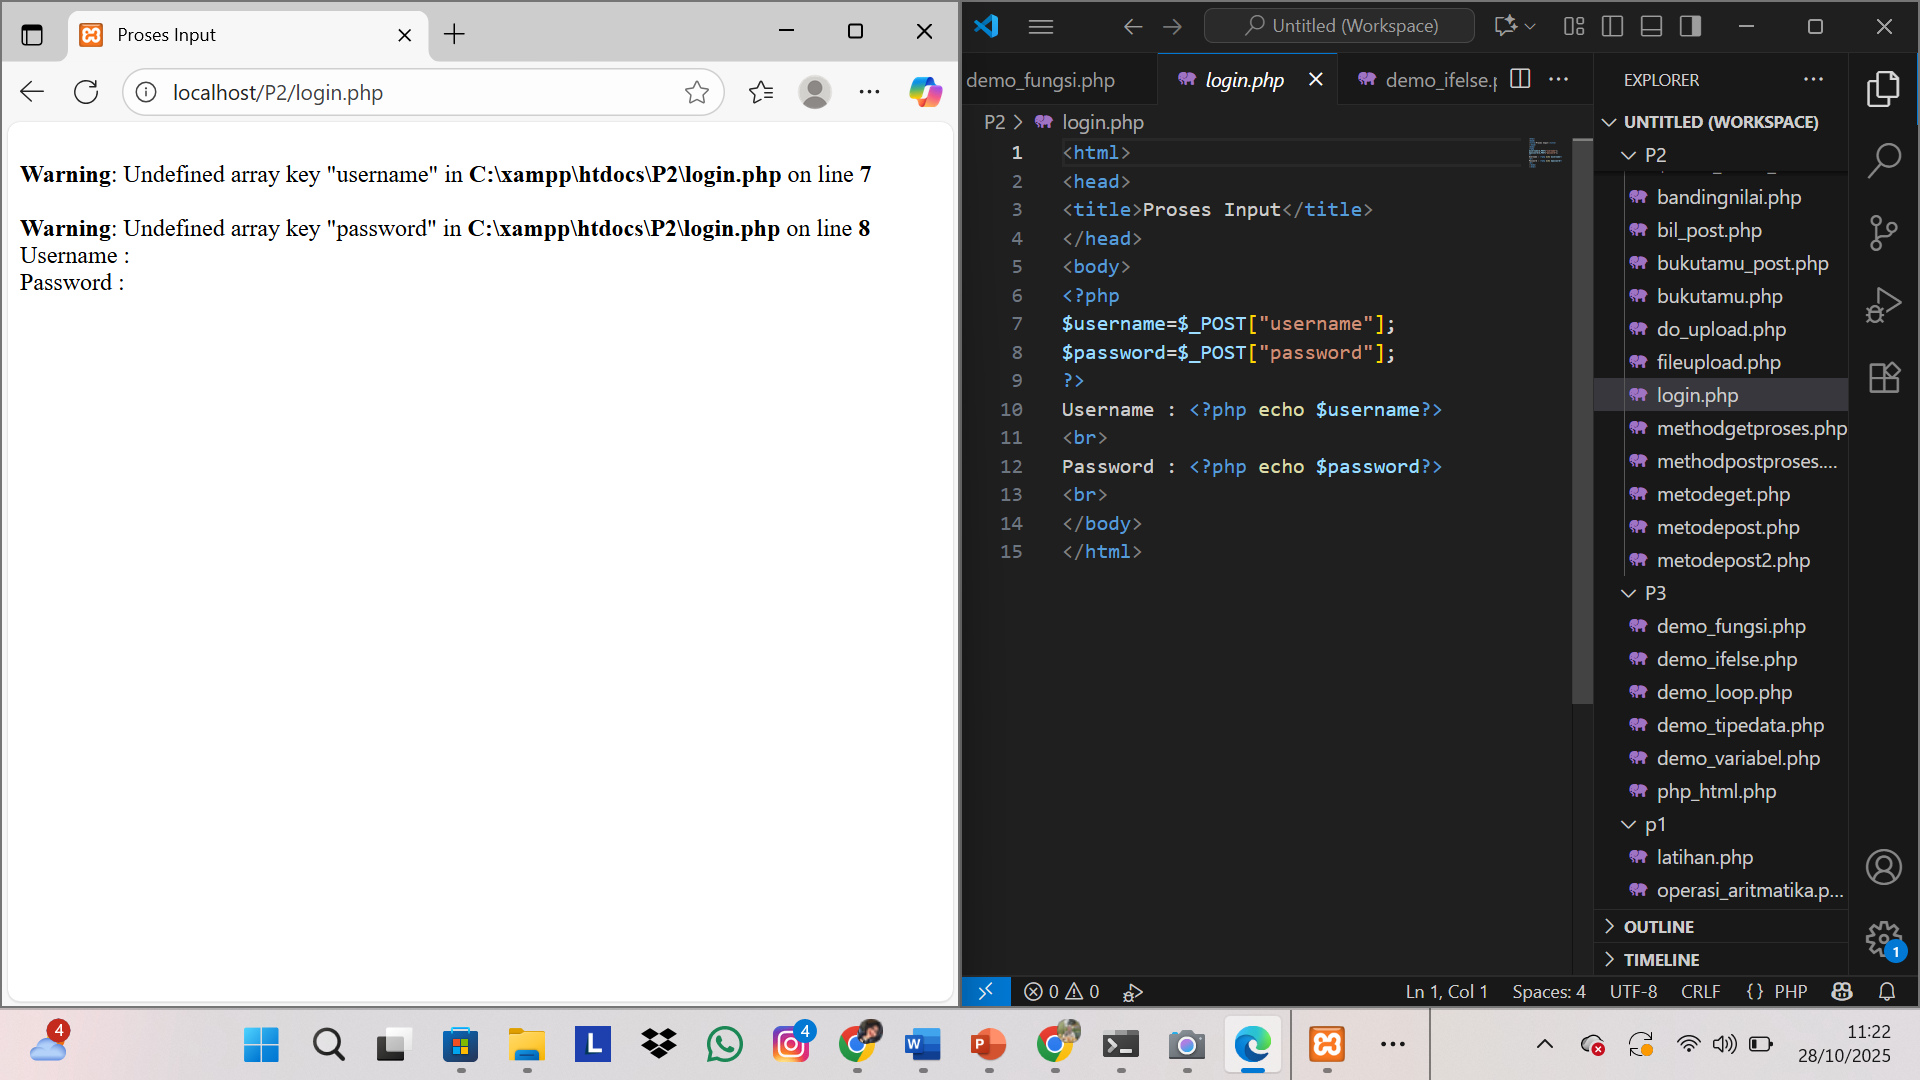 Proses Input
localhost/P2/login.php
Warning: Undefined array key "username" in C:\xampp\htdocs\P2\login.php on line 7
Warning: Undefined array key "password" in C:\xampp\htdocs\P2\login.php on line 8
Username :
Password :
Untitled (Workspace)
demo_fungsi.php
login.php
demo_ifelse.p
P2 > login.php
1 <html>
2 <head>
3 <title>Proses Input</title>
4 </head>
5 <body>
6 <?php
7 $username=$_POST["username"];
8 $password=$_POST["password"];
9 ?>
10 Username : <?php echo $username?>
11 <br>
12 Password : <?php echo $password?>
13 <br>
14 </body>
15 </html>
EXPLORER
UNTITLED (WORKSPACE)
P2
bandingnilai.php
bil_post.php
bukutamu_post.php
bukutamu.php
do_upload.php
fileupload.php
login.php
methodgetproses.php
methodpostproses....
metodeget.php
metodepost.php
metodepost2.php
P3
demo_fungsi.php
demo_ifelse.php
demo_loop.php
demo_tipedata.php
demo_variabel.php
php_html.php
p1
latihan.php
operasi_aritmatika.p...
OUTLINE
TIMELINE
1
0 0
Ln 1, Col 1
Spaces: 4
UTF-8
CRLF
{} PHP
4
L
4
W
P
11:22
28/10/2025